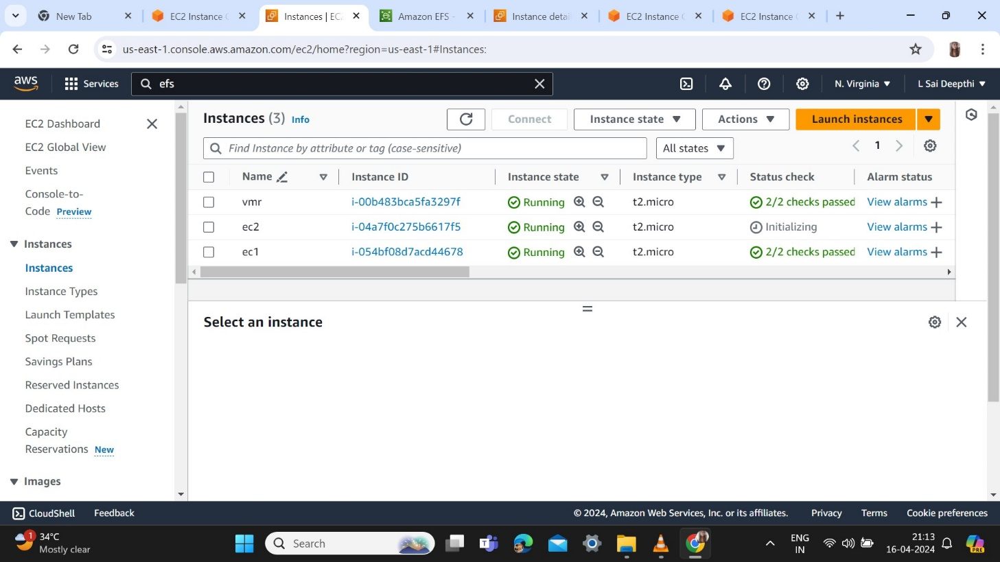 New Tab
EC2 Instance
Instances | EC
Amazon EFS -
Instance detai
EC2 Instance
EC2 Instance
us-east-1.console.aws.amazon.com/ec2/home?region=us-east-1#Instances:
aws
Services
efs
N. Virginia
L Sai Deepthi
EC2 Dashboard
EC2 Global View
Events
Console-to-
Code Preview
Instances
Instances
Instance Types
Launch Templates
Spot Requests
Savings Plans
Reserved Instances
Dedicated Hosts
Capacity
Reservations New
Images
Instances (3) Info
Connect
Instance state
Actions
Launch instances
Find Instance by attribute or tag (case-sensitive)
All states
1
Name Instance ID Instance state Instance type Status check Alarm status
vmr i-00b483bca5fa3297f Running t2.micro 2/2 checks passed View alarms +
ec2 i-04a7f0c275b6617f5 Running t2.micro Initializing View alarms +
ec1 i-054bf08d7acd44678 Running t2.micro 2/2 checks passed View alarms +
Select an instance
CloudShell Feedback © 2024, Amazon Web Services, Inc. or its affiliates. Privacy Terms Cookie preferences
1
34°C
Mostly clear
Search
ENG
IN
21:13
16-04-2024
PRE